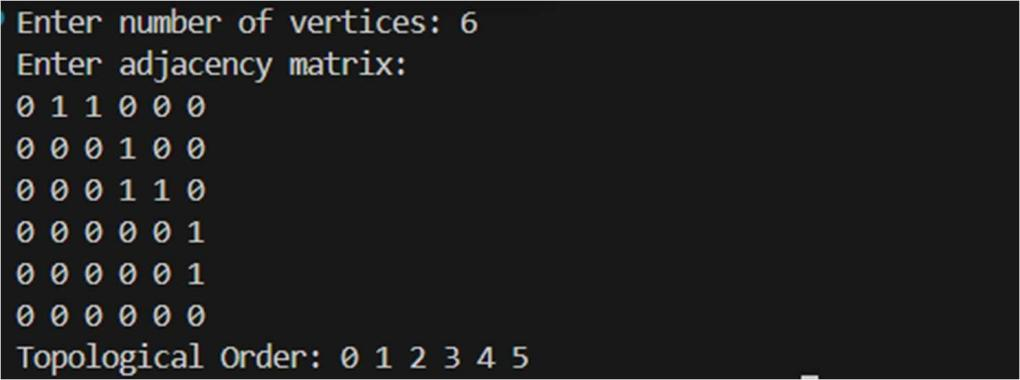 Enter number of vertices: 6
Enter adjacency matrix:
0 1 1 0 0 0
0 0 0 1 0 0
0 0 0 1 1 0
0 0 0 0 0 1
0 0 0 0 0 1
0 0 0 0 0 0
Topological Order: 0 1 2 3 4 5